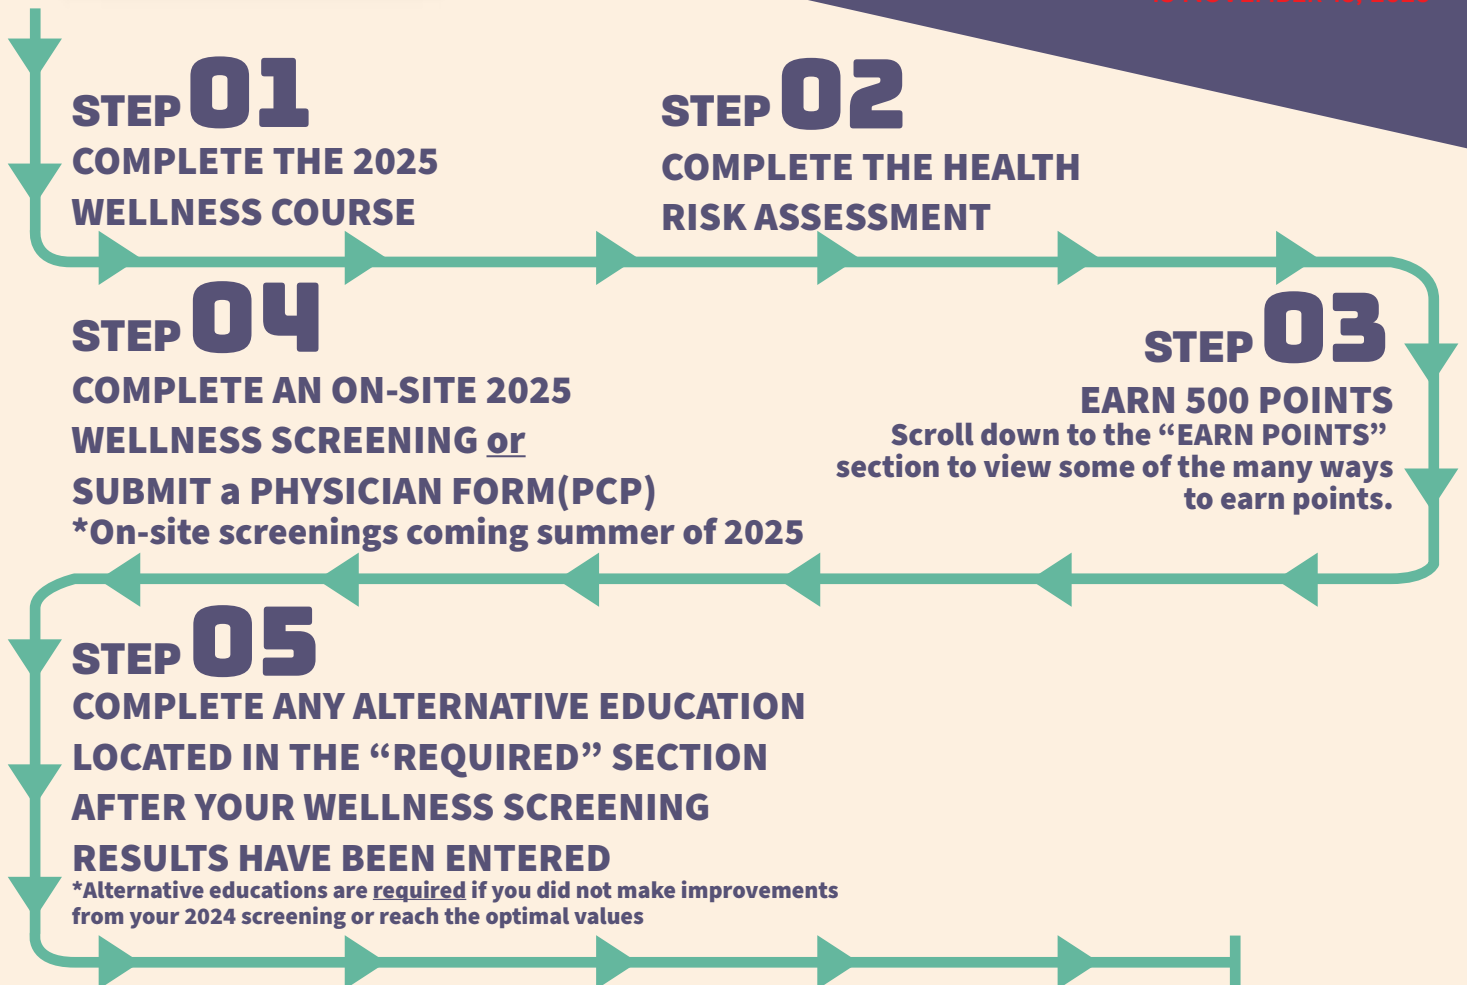 STEP 01
COMPLETE THE 2025
WELLNESS COURSE
STEP 02
COMPLETE THE HEALTH
RISK ASSESSMENT
STEP 03
EARN 500 POINTS
Scroll down to the “EARN POINTS”
section to view some of the many ways
to earn points.
STEP 04
COMPLETE AN ON-SITE 2025
WELLNESS SCREENING or
SUBMIT a PHYSICIAN FORM(PCP)
*On-site screenings coming summer of 2025
STEP 05
COMPLETE ANY ALTERNATIVE EDUCATION
LOCATED IN THE “REQUIRED” SECTION
AFTER YOUR WELLNESS SCREENING
RESULTS HAVE BEEN ENTERED
*Alternative educations are required if you did not make improvements
from your 2024 screening or reach the optimal values